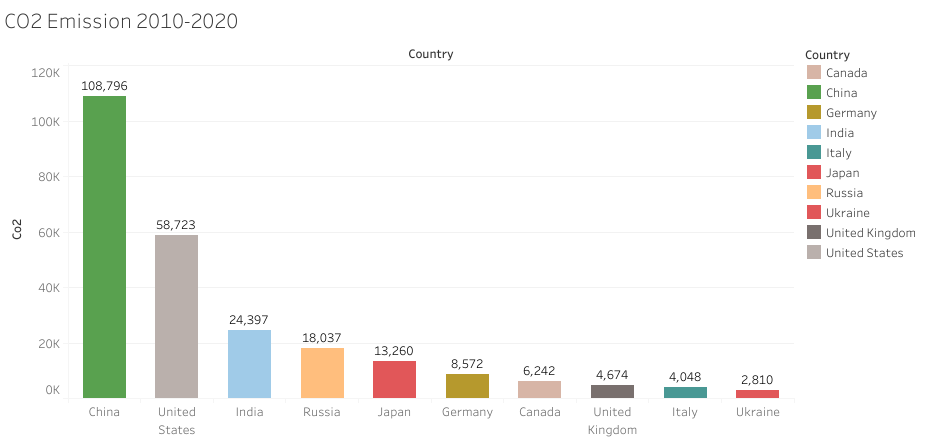 CO2 Emission 2010-2020
Country
Co2
120K
100K
80K
60K
40K
20K
0K
108,796
58,723
24,397
18,037
13,260
8,572
6,242
4,674
4,048
2,810
China
United
States
India
Russia
Japan
Germany
Canada
United
Kingdom
Italy
Ukraine
Country
Canada
China
Germany
India
Italy
Japan
Russia
Ukraine
United Kingdom
United States